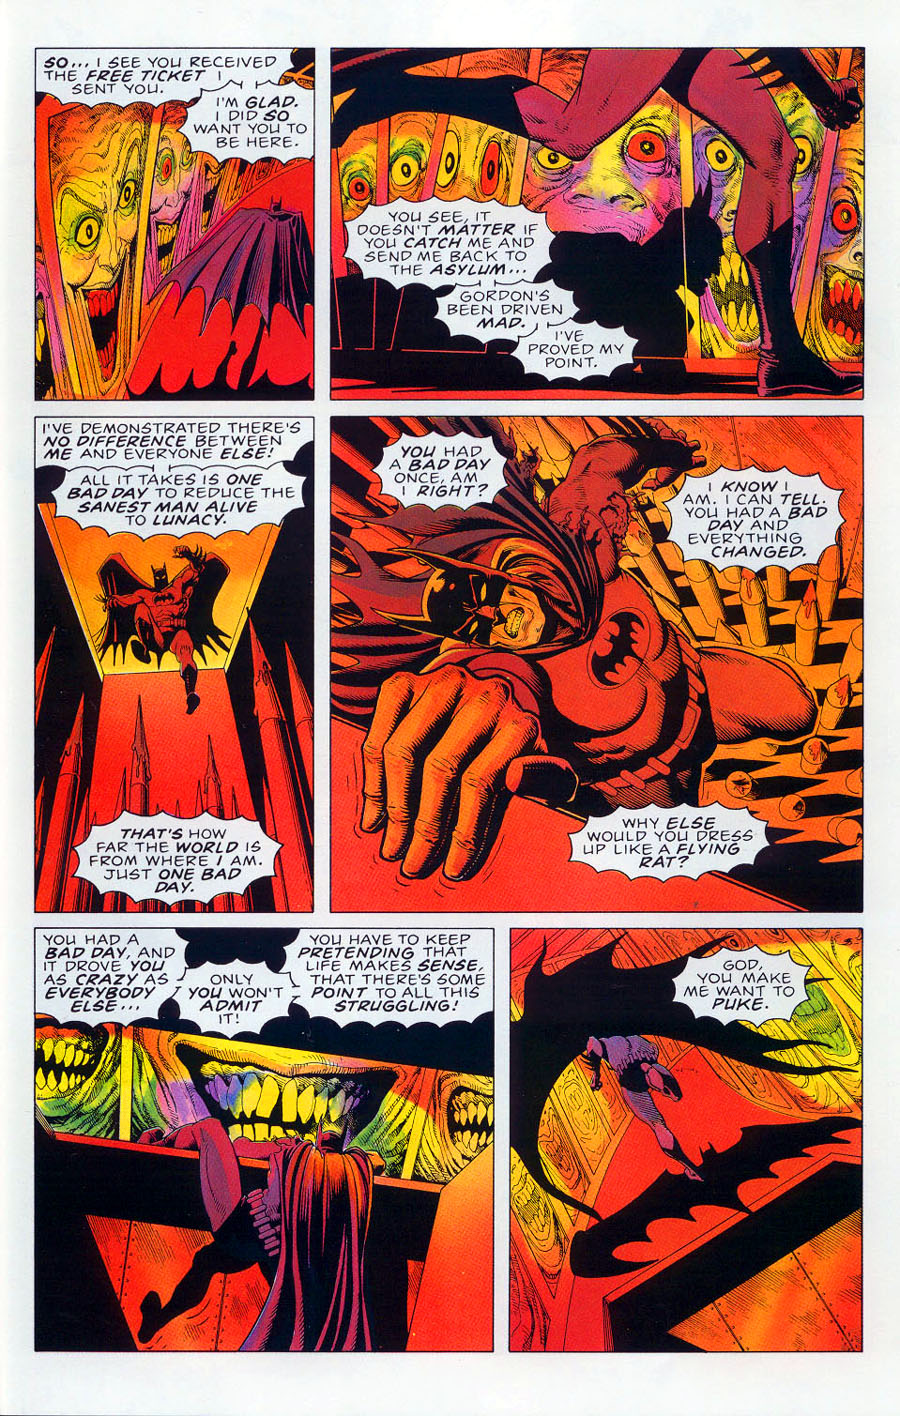 SO... I SEE YOU RECEIVED
THE FREE TICKET I
SENT YOU.
I'M GLAD.
I DID SO
WANT YOU TO
BE HERE.
YOU SEE, IT
DOESN'T MATTER IF
YOU CATCH ME AND
SEND ME BACK TO
THE ASYLUM...
GORDON'S
BEEN DRIVEN
MAD.
I'VE
PROVED MY
POINT.
I'VE DEMONSTRATED THERE'S
NO DIFFERENCE BETWEEN
ME AND EVERYONE ELSE!
ALL IT TAKES IS ONE
BAD DAY TO REDUCE THE
SANEST MAN ALIVE
TO LUNACY.
THAT'S HOW
FAR THE WORLD IS
FROM WHERE I AM.
JUST ONE BAD
DAY.
YOU HAD
A BAD DAY
ONCE, AM
I RIGHT?
I KNOW I
AM. I CAN TELL.
YOU HAD A BAD
DAY AND
EVERYTHING
CHANGED.
WHY ELSE
WOULD YOU DRESS
UP LIKE A FLYING
RAT?
YOU HAD A
BAD DAY, AND
IT DROVE YOU
AS CRAZY AS
EVERYBODY
ELSE...
ONLY
YOU WON'T
ADMIT
IT!
YOU HAVE TO KEEP
PRETENDING THAT
LIFE MAKES SENSE,
THAT THERE'S SOME
POINT TO ALL THIS
STRUGGLING!
GOD,
YOU MAKE
ME WANT TO
PUKE.